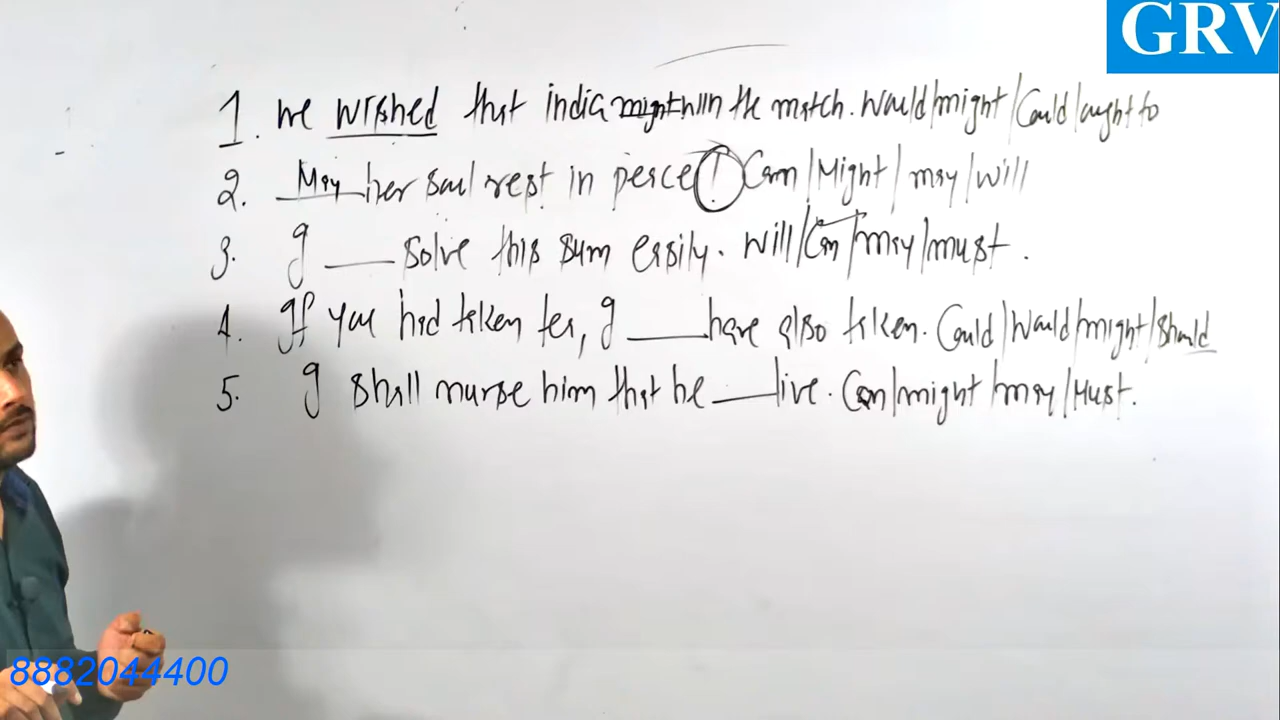 GRV
1. We wished that india might win the match. Would/might/Could/ought to
2. May her soul rest in peace! Can/Might/may/will
3. I ___ solve this sum easily. Will/Can/may/must.
4. If you had taken tea, I ___ have also taken. Could/Would/might/should
5. I shall nurse him that he ___ live. Can/might/may/Must.
8882044400